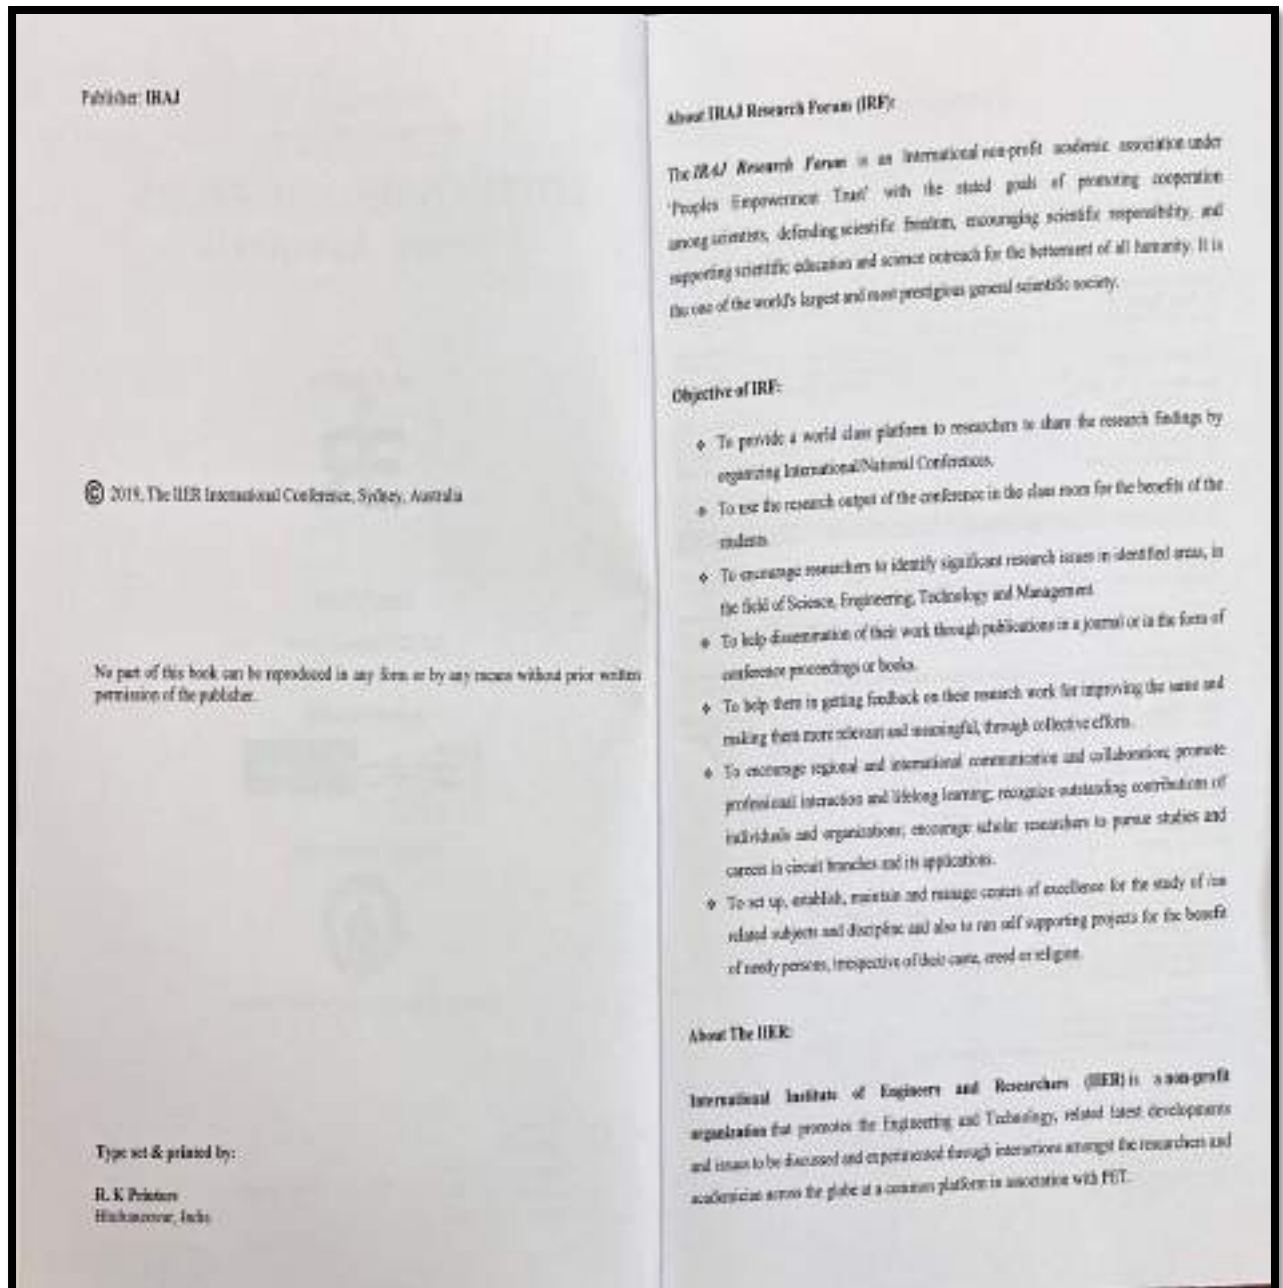 Publisher: IRAJ
© 2019, The IIER International Conference, Sydney, Australia
No part of this book can be reproduced in any form or by any means without prior written
permission of the publisher.
Type set & printed by:
R. K Printers
Bhubaneswar, India
About IRAJ Research Forum (IRF):
The IRAJ Research Forum is an International non-profit academic association under
'Peoples Empowerment Trust' with the stated goals of promoting cooperation
among scientists, defending scientific freedom, encouraging scientific responsibility, and
supporting scientific education and science outreach for the betterment of all humanity. It is
the one of the world's largest and most prestigious general scientific society.
Objective of IRF:
❖ To provide a world class platform to researchers to share the research findings by
organizing International/National Conferences.
❖ To use the research output of the conference in the class room for the benefits of the
students.
❖ To encourage researchers to identify significant research issues in identified areas, in
the field of Science, Engineering, Technology and Management.
❖ To help dissemination of their work through publications in a journal or in the form of
conference proceedings or books.
❖ To help them in getting feedback on their research work for improving the same and
making them more relevant and meaningful, through collective efforts.
❖ To encourage regional and international communication and collaboration; promote
professional interaction and lifelong learning; recognize outstanding contributions of
individuals and organizations; encourage scholar researchers to pursue studies and
careers in circuit branches and its applications.
❖ To set up, establish, maintain and manage centers of excellence for the study of /on
related subjects and discipline and also to run self supporting projects for the benefit
of needy persons, irrespective of their caste, creed or religion.
About The IIER:
International Institute of Engineers and Researchers (IIER) is a non-profit
organization that promotes the Engineering and Technology, related latest developments
and issues to be discussed and experimented through interactions amongst the researchers and
academician across the globe at a common platform in association with PET.